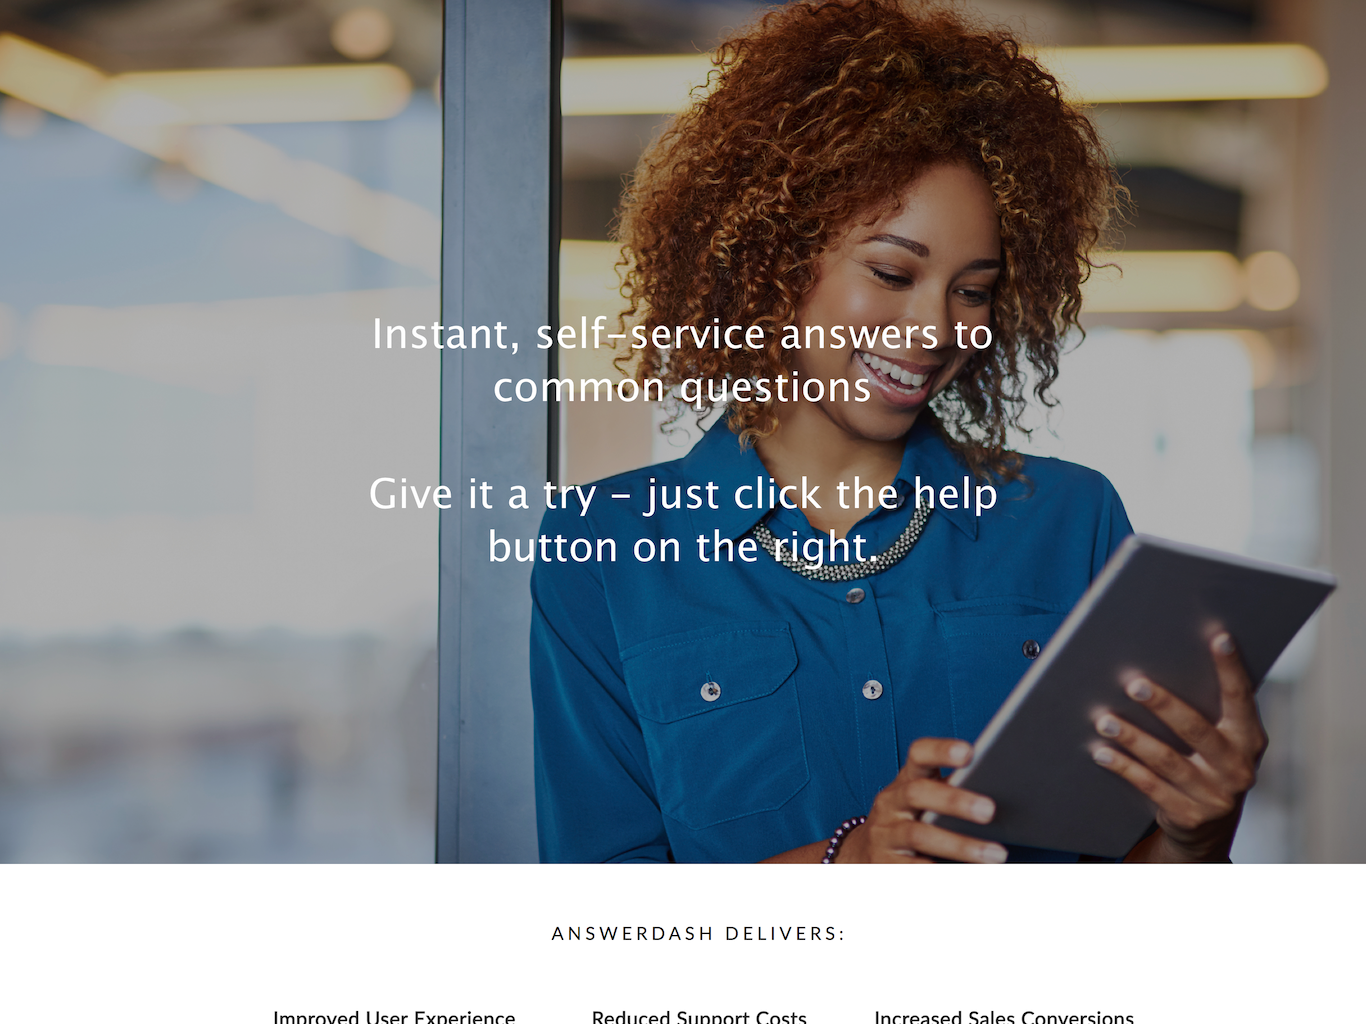 Instant, self-service answers to
common questions
Give it a try - just click the help
button on the right.
ANSWERDASH DELIVERS:
Improved User Experience
Reduced Support Costs
Increased Sales Conversions